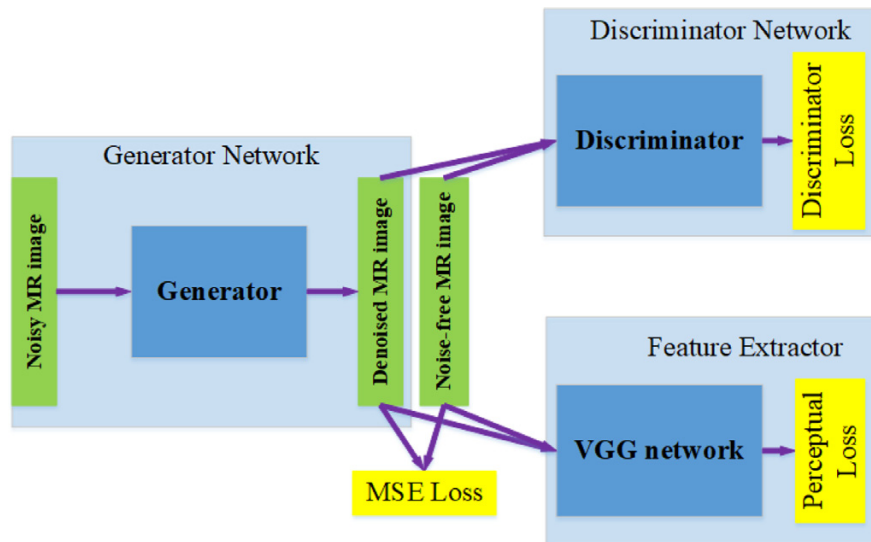 Generator Network
Noisy MR image
Generator
Denoised MR image
Noise-free MR image
MSE Loss
Discriminator Network
Discriminator
Discriminator
Loss
Feature Extractor
VGG network
Perceptual
Loss